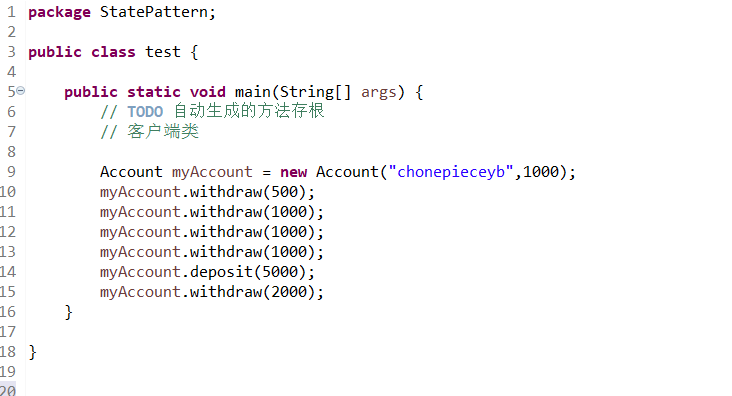 1 package StatePattern;
2
3 public class test {
4
5 public static void main(String[] args) {
6 // TODO 自动生成的方法存根
7 // 客户端类
8
9 Account myAccount = new Account("chonepieceyb",1000);
10 myAccount.withdraw(500);
11 myAccount.withdraw(1000);
12 myAccount.withdraw(1000);
13 myAccount.withdraw(1000);
14 myAccount.deposit(5000);
15 myAccount.withdraw(2000);
16 }
17
18 }
19
20